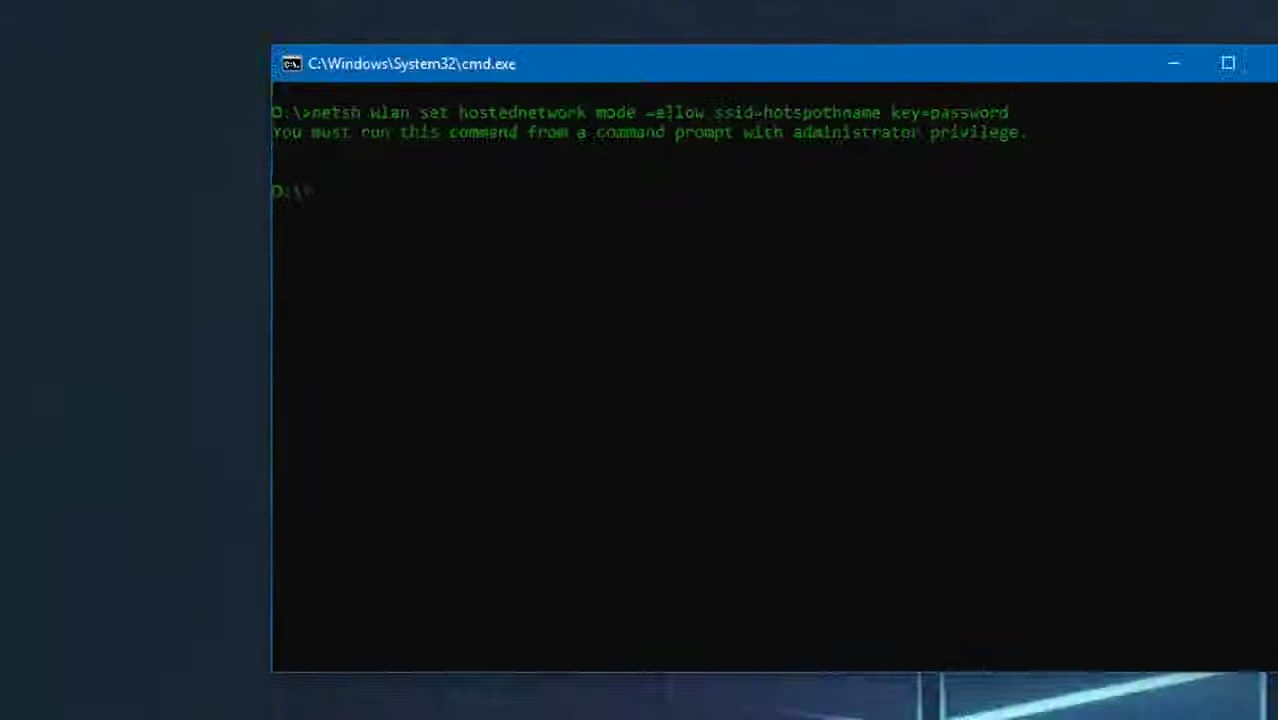 C:\Windows\System32\cmd.exe
D:\>netsh wlan set hostednetwork mode =allow ssid=hotspothname key=password
You must run this command from a command prompt with administrator privilege.
D:\>